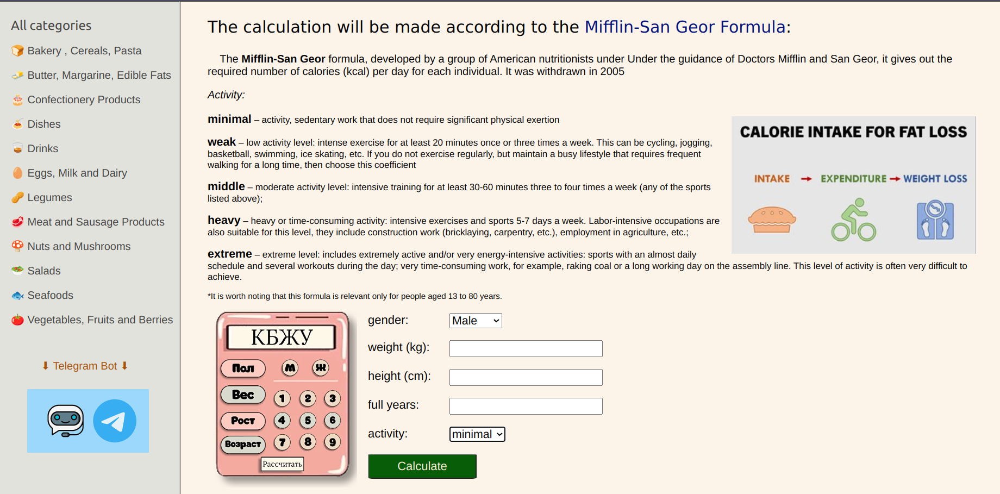 All categories
Bakery , Cereals, Pasta
Butter, Margarine, Edible Fats
Confectionery Products
Dishes
Drinks
Eggs, Milk and Dairy
Legumes
Meat and Sausage Products
Nuts and Mushrooms
Salads
Seafoods
Vegetables, Fruits and Berries
⬇ Telegram Bot ⬇
The calculation will be made according to the Mifflin-San Geor Formula:
The Mifflin-San Geor formula, developed by a group of American nutritionists under Under the guidance of Doctors Mifflin and San Geor, it gives out the
required number of calories (kcal) per day for each individual. It was withdrawn in 2005
Activity:
minimal – activity, sedentary work that does not require significant physical exertion
weak – low activity level: intense exercise for at least 20 minutes once or three times a week. This can be cycling, jogging,
basketball, swimming, ice skating, etc. If you do not exercise regularly, but maintain a busy lifestyle that requires frequent
walking for a long time, then choose this coefficient
middle – moderate activity level: intensive training for at least 30-60 minutes three to four times a week (any of the sports
listed above);
heavy – heavy or time-consuming activity: intensive exercises and sports 5-7 days a week. Labor-intensive occupations are
also suitable for this level, they include construction work (bricklaying, carpentry, etc.), employment in agriculture, etc.;
extreme – extreme level: includes extremely active and/or very energy-intensive activities: sports with an almost daily
schedule and several workouts during the day; very time-consuming work, for example, raking coal or a long working day on the assembly line. This level of activity is often very difficult to
achieve.
CALORIE INTAKE FOR FAT LOSS
INTAKE → EXPENDITURE → WEIGHT LOSS
*It is worth noting that this formula is relevant only for people aged 13 to 80 years.
КБЖУ
Пол М Ж
Вес 1 2 3
Рост 4 5 6
Возраст 7 8 9
Рассчитать
gender: Male
weight (kg):
height (cm):
full years:
activity: minimal
Calculate